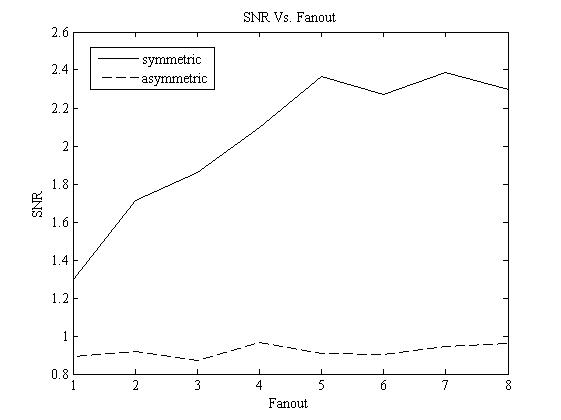 SNR Vs. Fanout
2.6
2.4
2.2
2
1.8
1.6
1.4
1.2
1
0.8
SNR
symmetric
asymmetric
1 2 3 4 5 6 7 8
Fanout